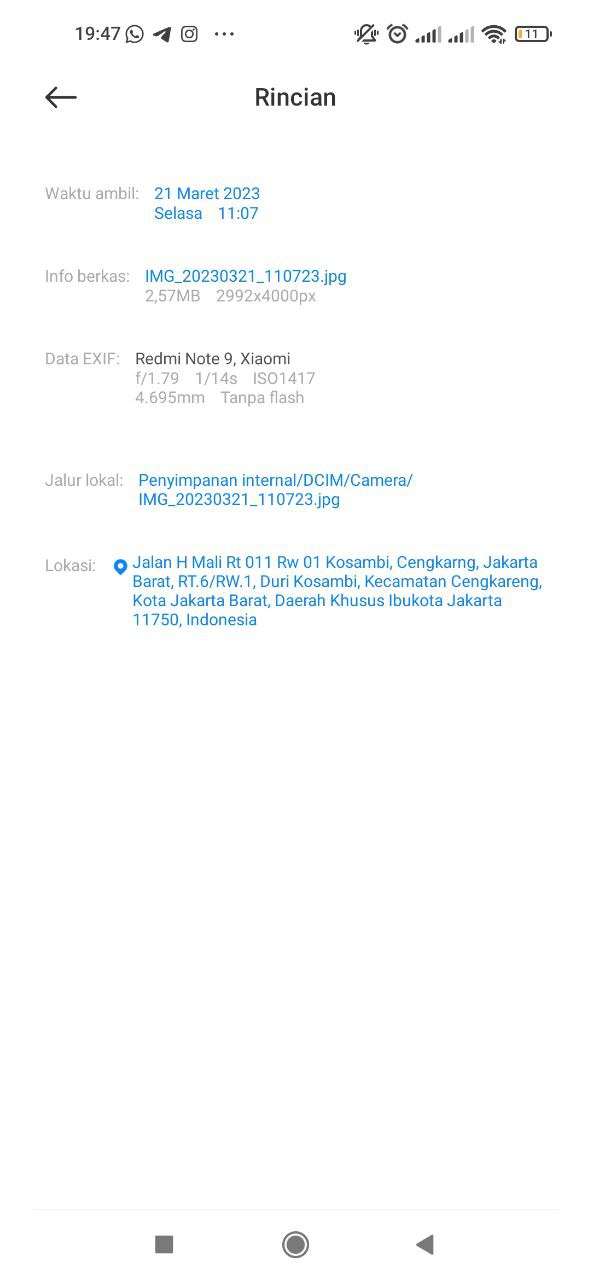 19:47 ... 11
Rincian
Waktu ambil: 21 Maret 2023
Selasa 11:07
Info berkas: IMG_20230321_110723.jpg
2,57MB 2992x4000px
Data EXIF: Redmi Note 9, Xiaomi
f/1.79 1/14s ISO1417
4.695mm Tanpa flash
Jalur lokal: Penyimpanan internal/DCIM/Camera/
IMG_20230321_110723.jpg
Lokasi: Jalan H Mali Rt 011 Rw 01 Kosambi, Cengkarng, Jakarta
Barat, RT.6/RW.1, Duri Kosambi, Kecamatan Cengkareng,
Kota Jakarta Barat, Daerah Khusus Ibukota Jakarta
11750, Indonesia